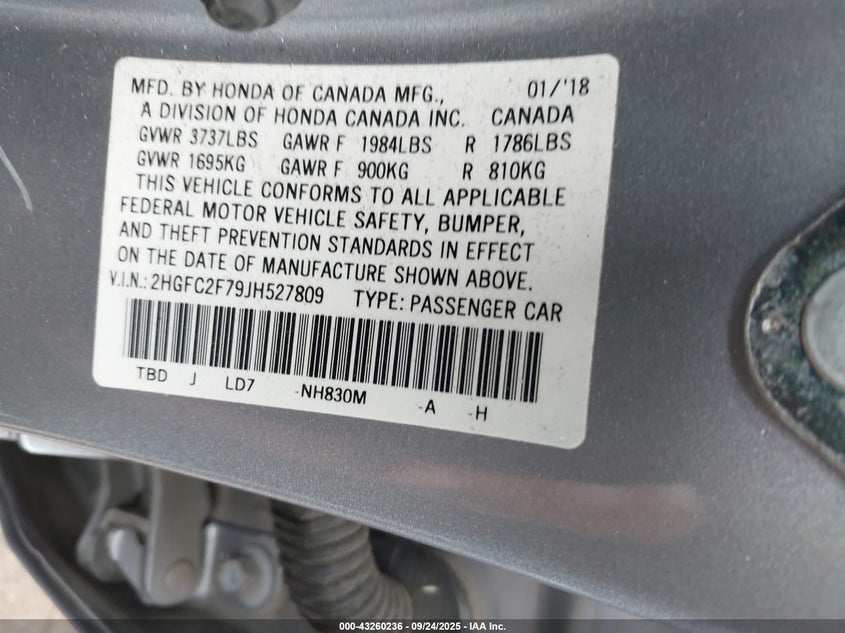 MFD. BY HONDA OF CANADA MFG., 01/'18
A DIVISION OF HONDA CANADA INC. CANADA
GVWR 3737LBS GAWR F 1984LBS R 1786LBS
GVWR 1695KG GAWR F 900KG R 810KG
THIS VEHICLE CONFORMS TO ALL APPLICABLE
FEDERAL MOTOR VEHICLE SAFETY, BUMPER,
AND THEFT PREVENTION STANDARDS IN EFFECT
ON THE DATE OF MANUFACTURE SHOWN ABOVE.
V.I.N.: 2HGFC2F79JH527809 TYPE: PASSENGER CAR
TBD J LD7 -NH830M -A -H
000-43260236 - 09/24/2025 - IAA Inc.